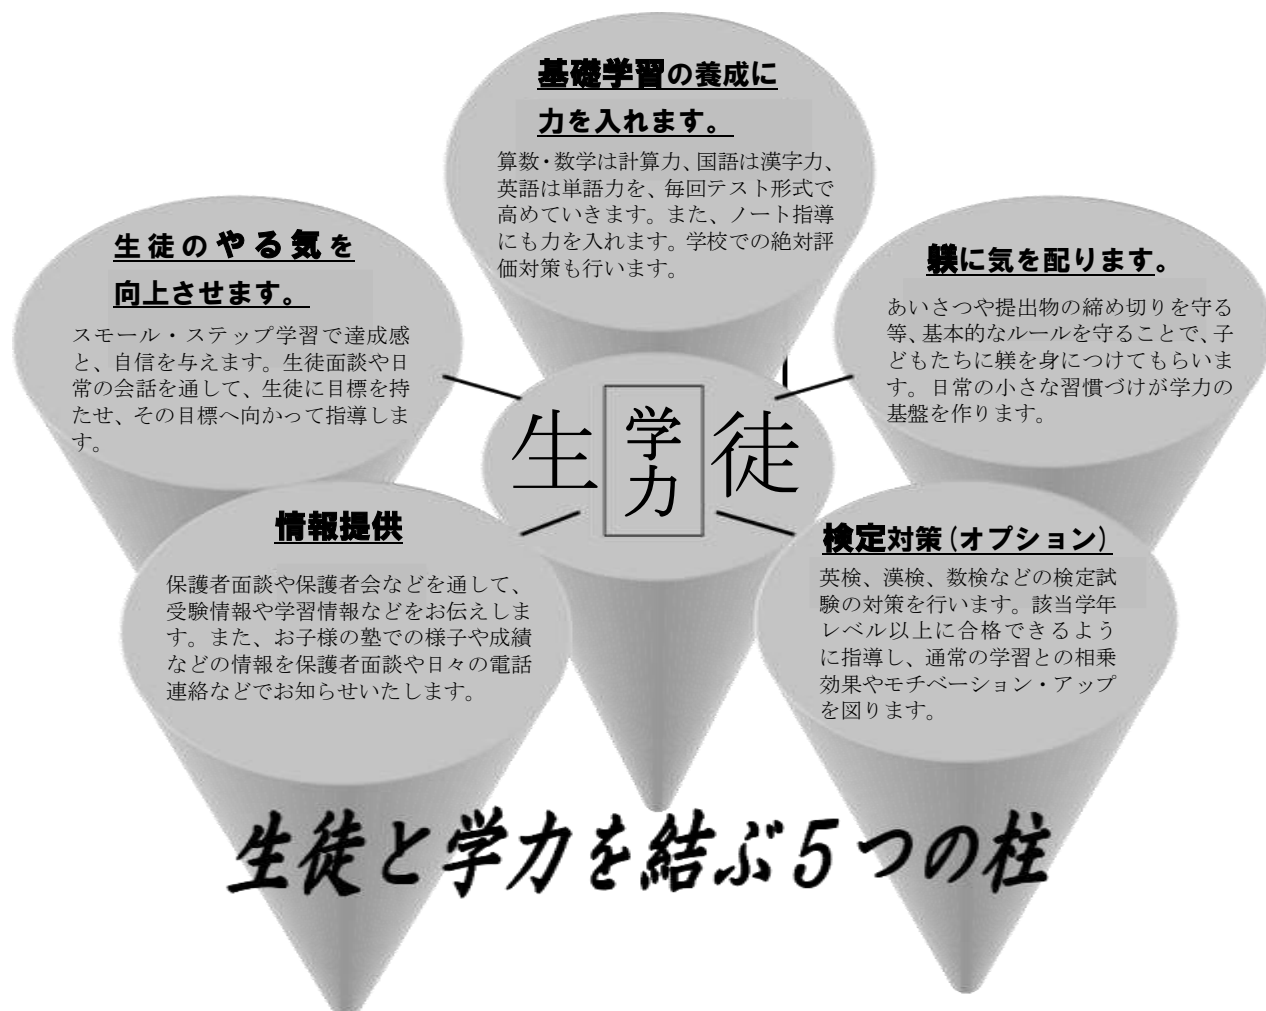 基礎学習の養成に
力を入れます。
算数・数学は計算力、国語は漢字力、
英語は単語力を、毎回テスト形式で
高めていきます。また、ノート指導
にも力を入れます。学校での絶対評
価対策も行います。
生徒のやる気を
向上させます。
スモール・ステップ学習で達成感
と、自信を与えます。生徒面談や日
常の会話を通して、生徒に目標を持
たせ、その目標へ向かって指導しま
す。
躾に気を配ります。
あいさつや提出物の締め切りを守る
等、基本的なルールを守ることで、子
どもたちに躾を身につけてもらいま
す。日常の小さな習慣づけが学力の
基盤を作ります。
生 学力 徒
情報提供
保護者面談や保護者会などを通して、
受験情報や学習情報などをお伝えしま
す。また、お子様の塾での様子や成績
などの情報を保護者面談や日々の電話
連絡などでお知らせいたします。
検定対策(オプション)
英検、漢検、数検などの検定試
験の対策を行います。該当学年
レベル以上に合格できるよう
に指導し、通常の学習との相乗
効果やモチベーション・アップ
を図ります。
生徒と学力を結ぶ５つの柱